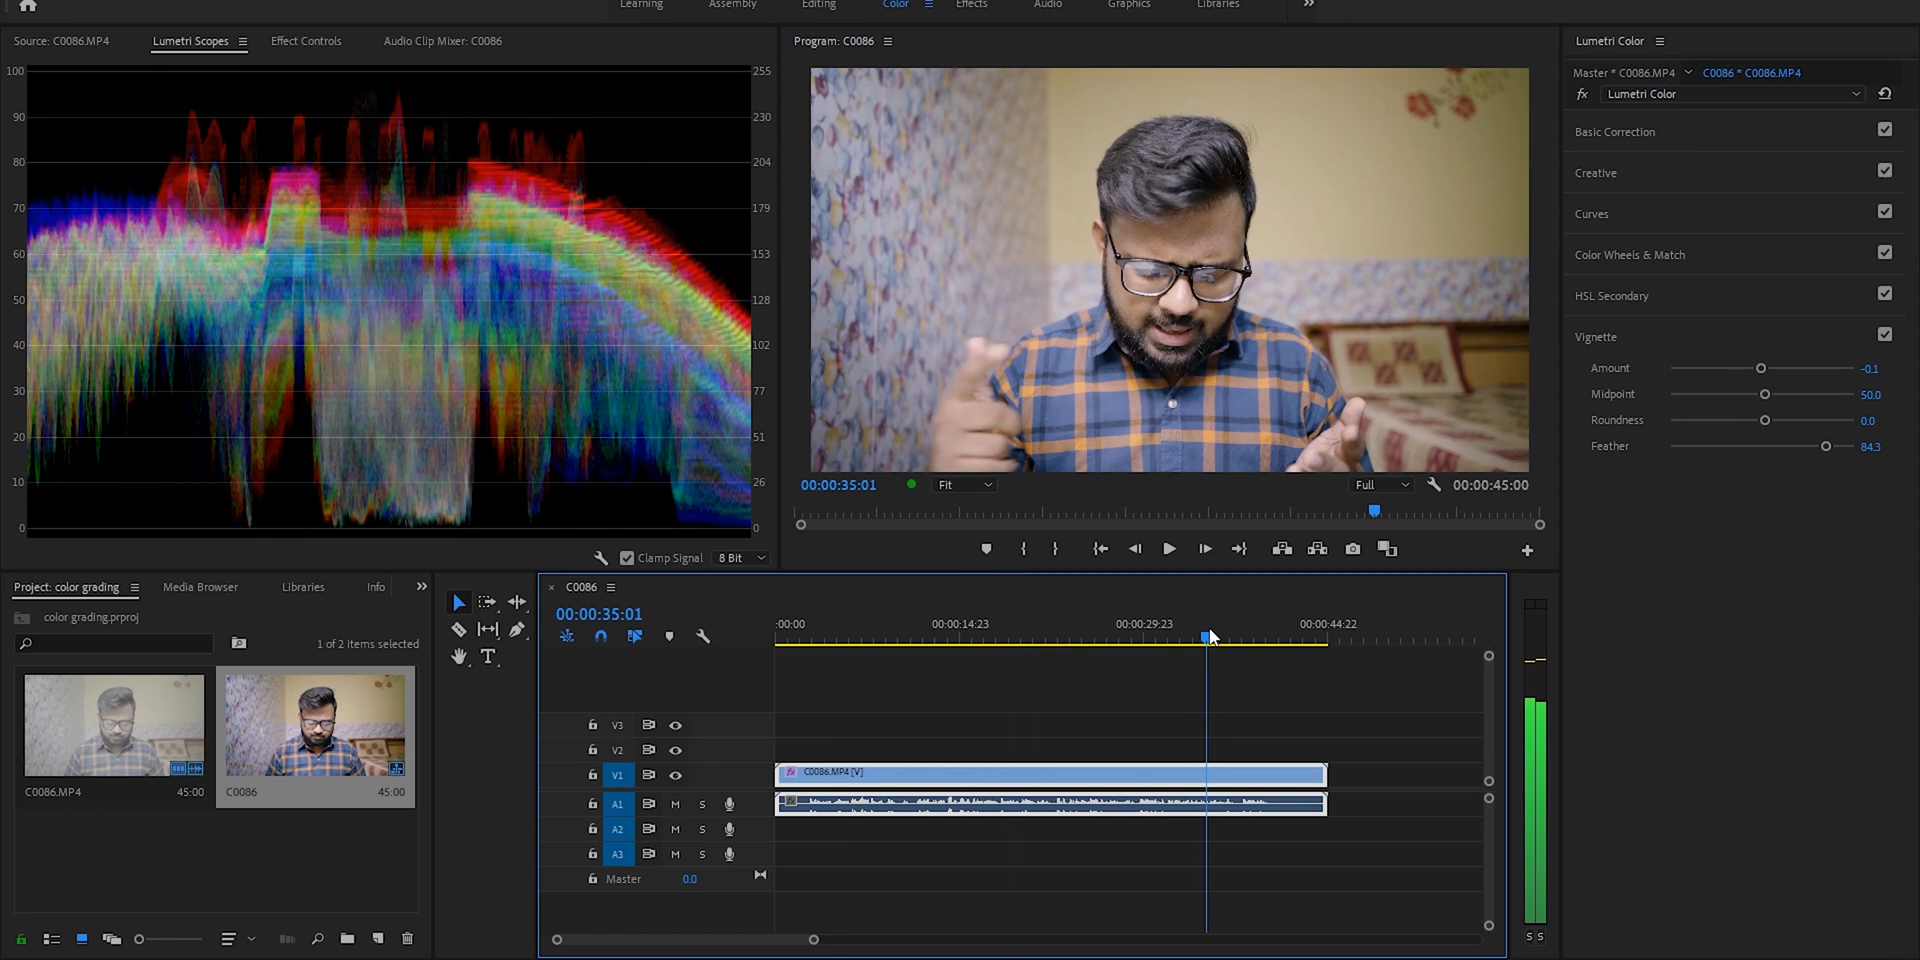 Learning Assembly Editing Color Effects Audio Graphics Libraries
Source: C0086.MP4 Lumetri Scopes Effect Controls Audio Clip Mixer: C0086
100 255
90 230
80 204
70 179
60 153
50 128
40 102
30 77
20 51
10 26
0 0
Clamp Signal 8 Bit
Program: C0086
00:00:35:01 Fit Full 00:00:45:00
Lumetri Color
Master * C0086.MP4 C0086 * C0086.MP4
fx Lumetri Color
Basic Correction
Creative
Curves
Color Wheels & Match
HSL Secondary
Vignette
Amount -0.1
Midpoint 50.0
Roundness 0.0
Feather 84.3
Project: color grading Media Browser Libraries Info
color grading.prproj
1 of 2 items selected
C0086.MP4 45:00 C0086 45:00
T
× C0086
00:00:35:01
:00:00 00:00:14:23 00:00:29:23 00:00:44:22
V3
V2
V1 fx C0086.MP4 [V]
A1 M S
A2 M S
A3 M S
Master 0.0
S S